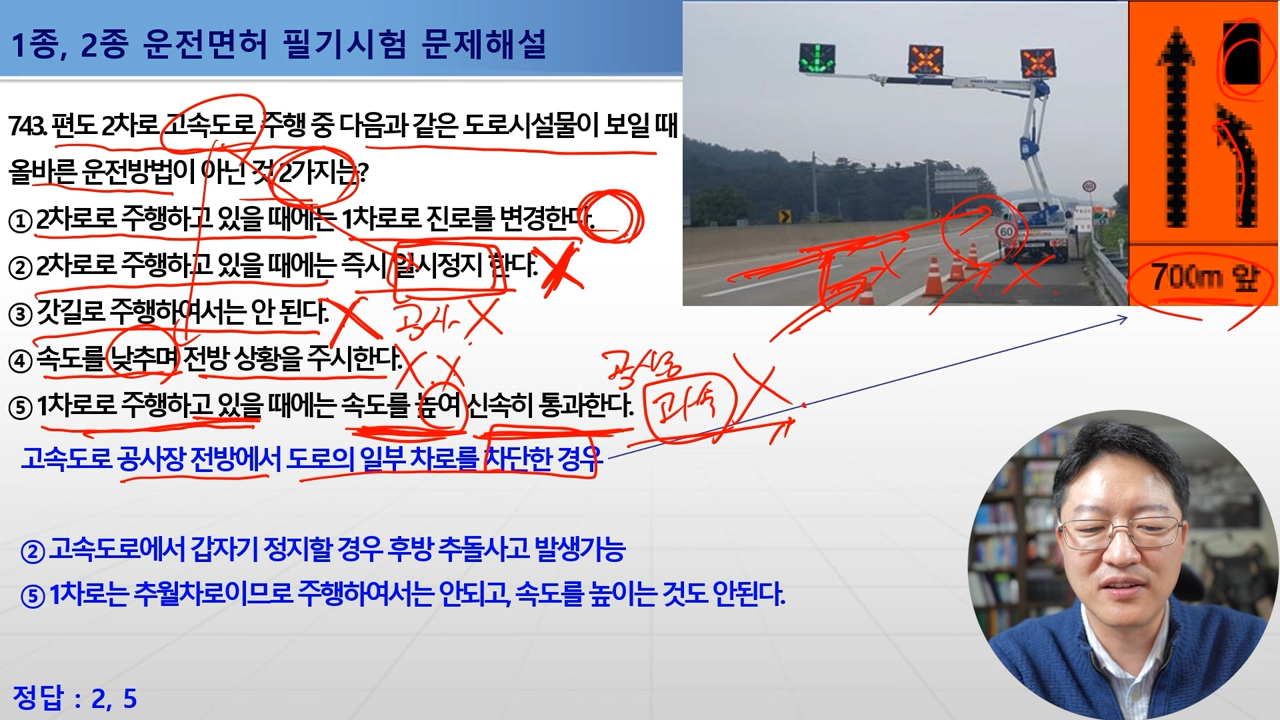 1종, 2종 운전면허 필기시험 문제해설
743. 편도 2차로 고속도로 주행 중 다음과 같은 도로시설물이 보일 때
올바른 운전방법이 아닌 것 2가지는?
① 2차로로 주행하고 있을 때에는 1차로로 진로를 변경한다.
② 2차로로 주행하고 있을 때에는 즉시 일시정지 한다.
③ 갓길로 주행하여서는 안 된다.
공사
④ 속도를 낮추며 전방 상황을 주시한다.
공사중
⑤ 1차로로 주행하고 있을 때에는 속도를 높여 신속히 통과한다.
과속
고속도로 공사장 전방에서 도로의 일부 차로를 차단한 경우
② 고속도로에서 갑자기 정지할 경우 후방 추돌사고 발생가능
⑤ 1차로는 추월차로이므로 주행하여서는 안되고, 속도를 높이는 것도 안된다.
정답 : 2, 5
60
60
700m 앞